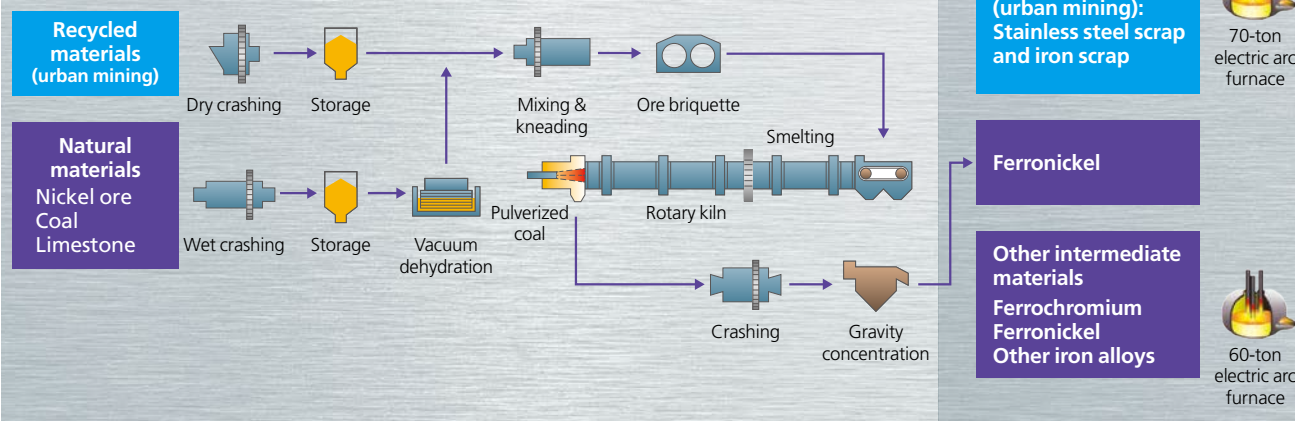 Recycled
materials
(urban mining)
Dry crashing
Storage
Mixing &
kneading
Ore briquette
Natural
materials
Nickel ore
Coal
Limestone
Wet crashing
Storage
Vacuum
dehydration
Pulverized
coal
Rotary kiln
Smelting
Crashing
Gravity
concentration
(urban mining):
Stainless steel scrap
and iron scrap
70-ton
electric arc
furnace
Ferronickel
Other intermediate
materials
Ferrochromium
Ferronickel
Other iron alloys
60-ton
electric arc
furnace